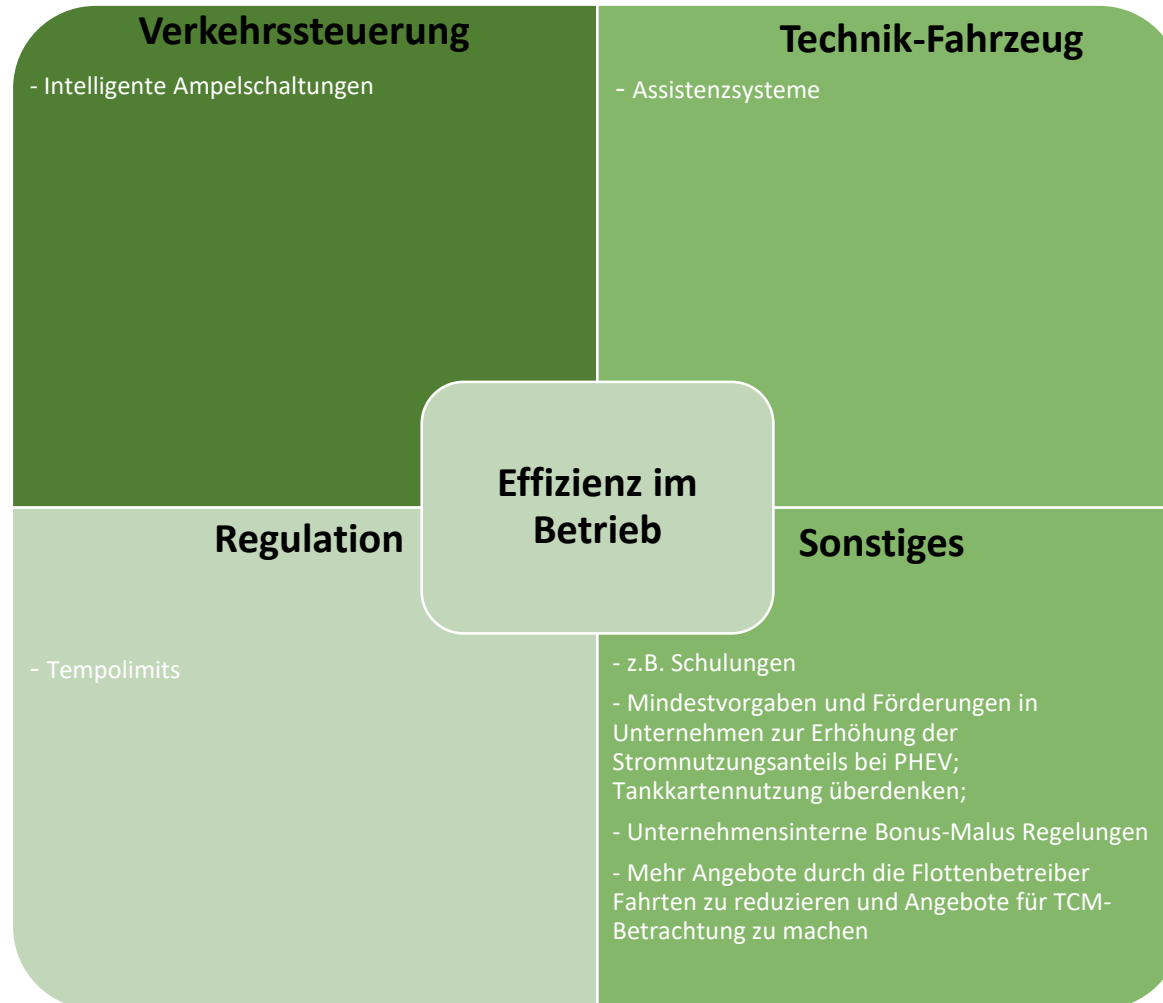 Verkehrssteuerung
- Intelligente Ampelschaltungen
Technik-Fahrzeug
- Assistenzsysteme
Effizienz im
Betrieb
Regulation
- Tempolimits
Sonstiges
- z.B. Schulungen
- Mindestvorgaben und Förderungen in
Unternehmen zur Erhöhung der
Stromnutzungsanteils bei PHEV;
Tankkartennutzung überdenken;
- Unternehmensinterne Bonus-Malus Regelungen
- Mehr Angebote durch die Flottenbetreiber
Fahrten zu reduzieren und Angebote für TCM-
Betrachtung zu machen